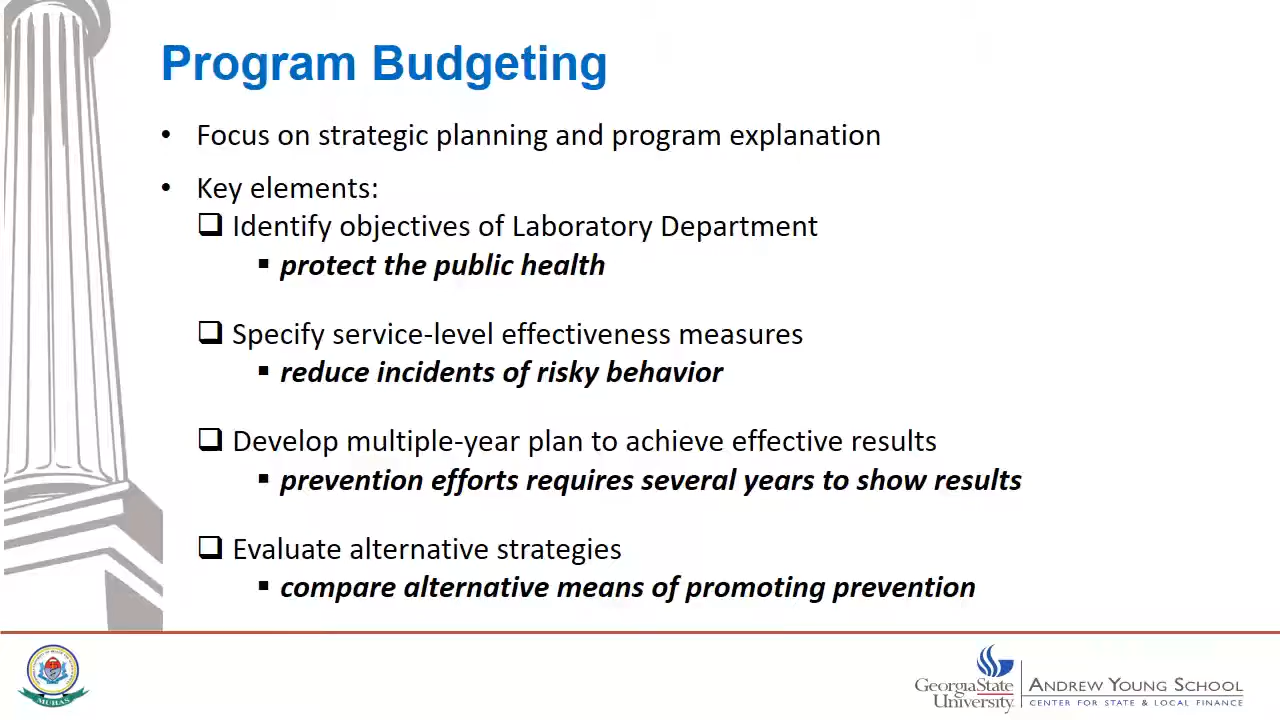 Program Budgeting
• Focus on strategic planning and program explanation
• Key elements:
❑ Identify objectives of Laboratory Department
▪ protect the public health
❑ Specify service-level effectiveness measures
▪ reduce incidents of risky behavior
❑ Develop multiple-year plan to achieve effective results
▪ prevention efforts requires several years to show results
❑ Evaluate alternative strategies
▪ compare alternative means of promoting prevention
MUHAS
GeorgiaState
University
ANDREW YOUNG SCHOOL
CENTER FOR STATE & LOCAL FINANCE